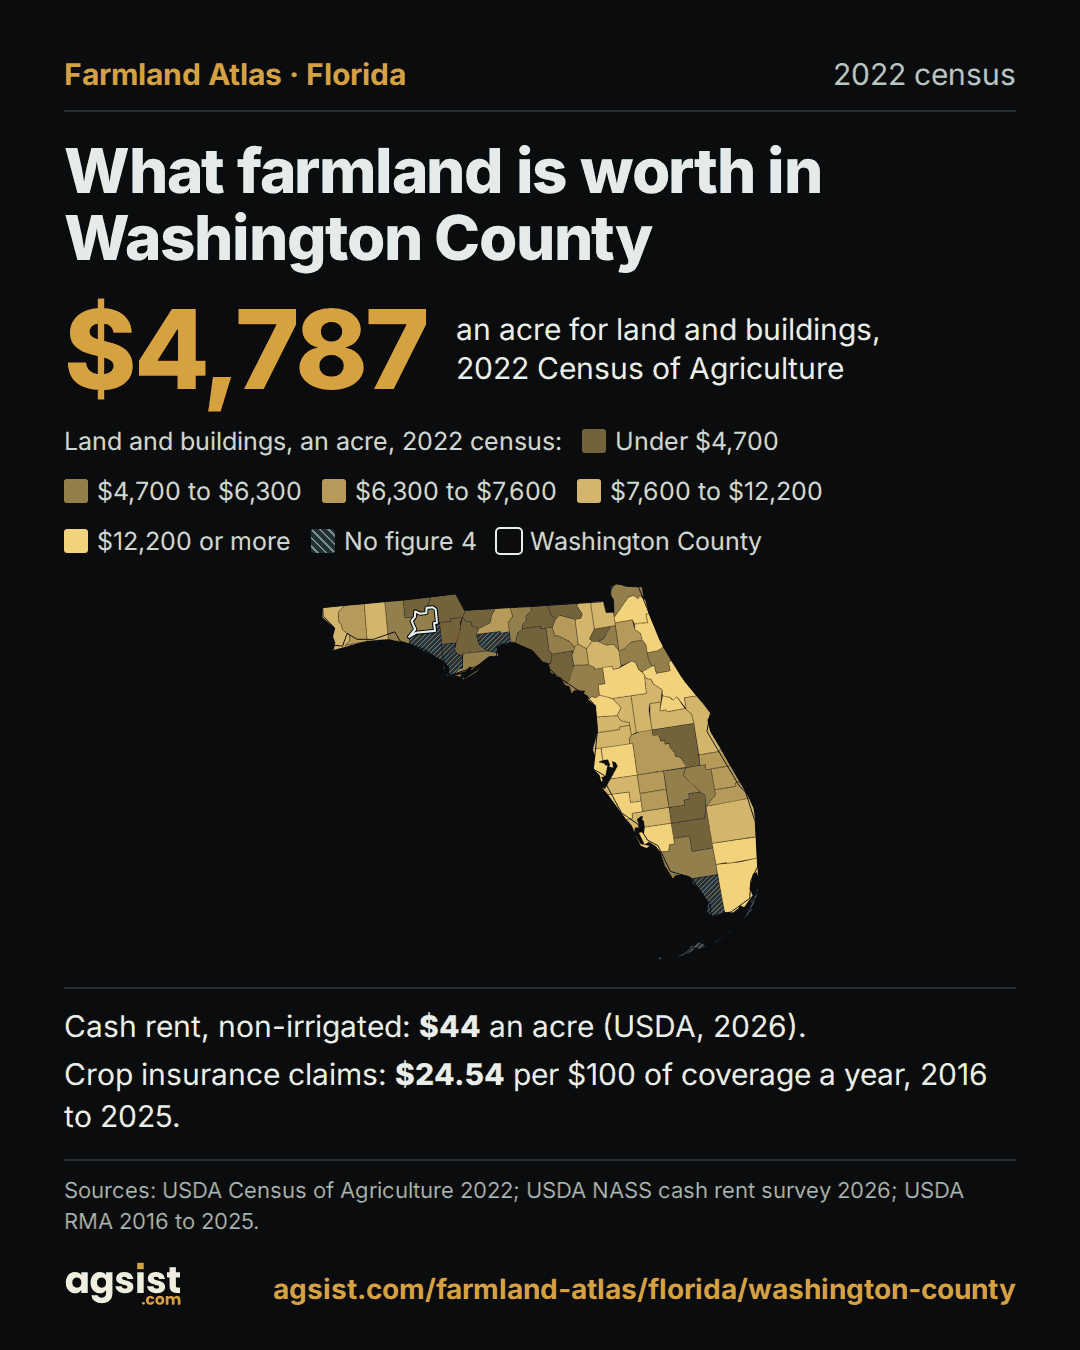 Farmland Atlas · Florida
2022 census
What farmland is worth in
Washington County
$4,787
an acre for land and buildings,
2022 Census of Agriculture
Land and buildings, an acre, 2022 census: Under $4,700
$4,700 to $6,300 $6,300 to $7,600 $7,600 to $12,200
$12,200 or more No figure 4 Washington County
Cash rent, non-irrigated: $44 an acre (USDA, 2026).
Crop insurance claims: $24.54 per $100 of coverage a year, 2016
to 2025.
Sources: USDA Census of Agriculture 2022; USDA NASS cash rent survey 2026; USDA
RMA 2016 to 2025.
agsist
.com
agsist.com/farmland-atlas/florida/washington-county